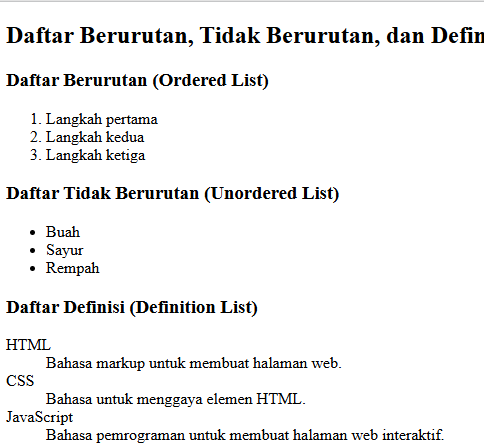 Daftar Berurutan, Tidak Berurutan, dan Defin
Daftar Berurutan (Ordered List)
1. Langkah pertama
2. Langkah kedua
3. Langkah ketiga
Daftar Tidak Berurutan (Unordered List)
• Buah
• Sayur
• Rempah
Daftar Definisi (Definition List)
HTML
Bahasa markup untuk membuat halaman web.
CSS
Bahasa untuk menggaya elemen HTML.
JavaScript
Bahasa pemrograman untuk membuat halaman web interaktif.